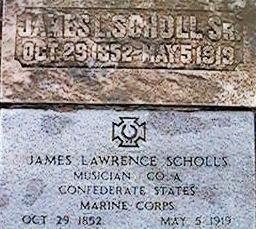 JAMES L. SCHOLL SR.
OCT. 29 1852 - MAY 5 1919
JAMES LAWRENCE SCHOLLS
MUSICIAN CO A
CONFEDERATE STATES
MARINE CORPS
OCT 29 1852 MAY 5 1919